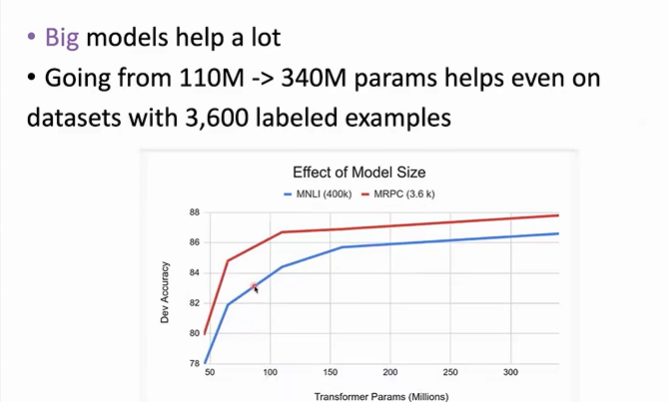 • Big models help a lot
• Going from 110M -> 340M params helps even on
datasets with 3,600 labeled examples
Effect of Model Size
MNLI (400k) MRPC (3.6 k)
88
86
84
82
80
78
Dev Accuracy
50 100 150 200 250 300
Transformer Params (Millions)